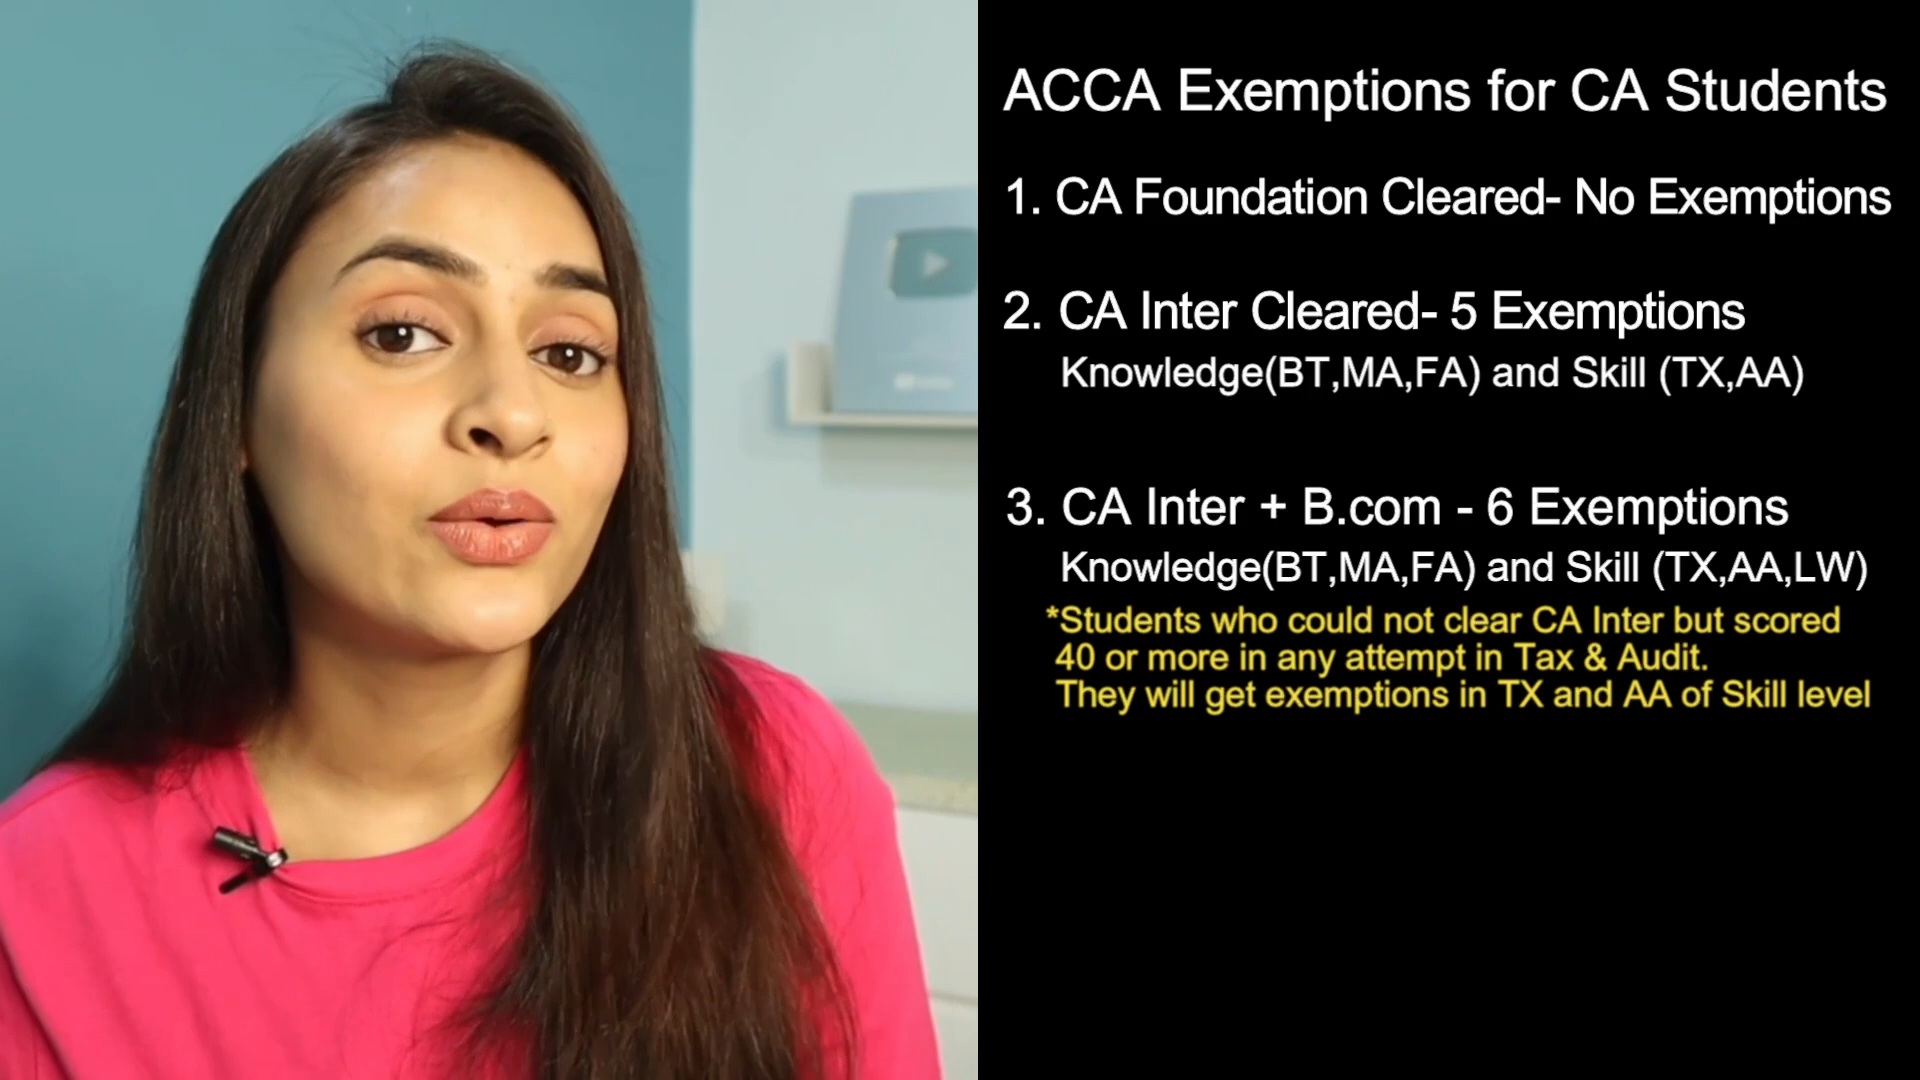 ACCA Exemptions for CA Students
1. CA Foundation Cleared- No Exemptions
2. CA Inter Cleared- 5 Exemptions
Knowledge(BT,MA,FA) and Skill (TX,AA)
3. CA Inter + B.com - 6 Exemptions
Knowledge(BT,MA,FA) and Skill (TX,AA,LW)
*Students who could not clear CA Inter but scored
40 or more in any attempt in Tax & Audit.
They will get exemptions in TX and AA of Skill level